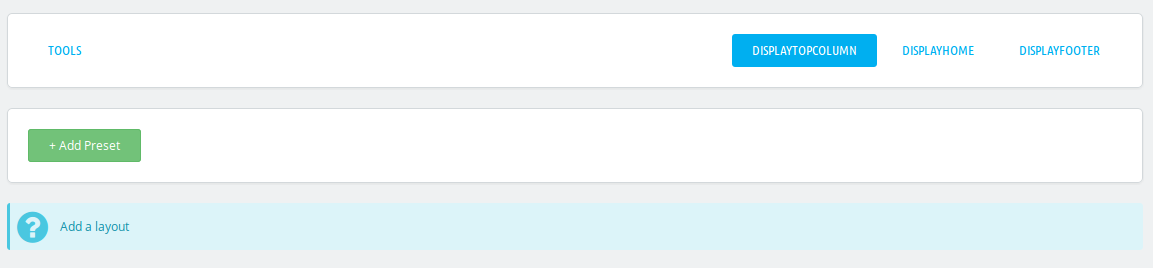 TOOLS DISPLAYTOPCOLUMN DISPLAYHOME DISPLAYFOOTER
+ Add Preset
? Add a layout